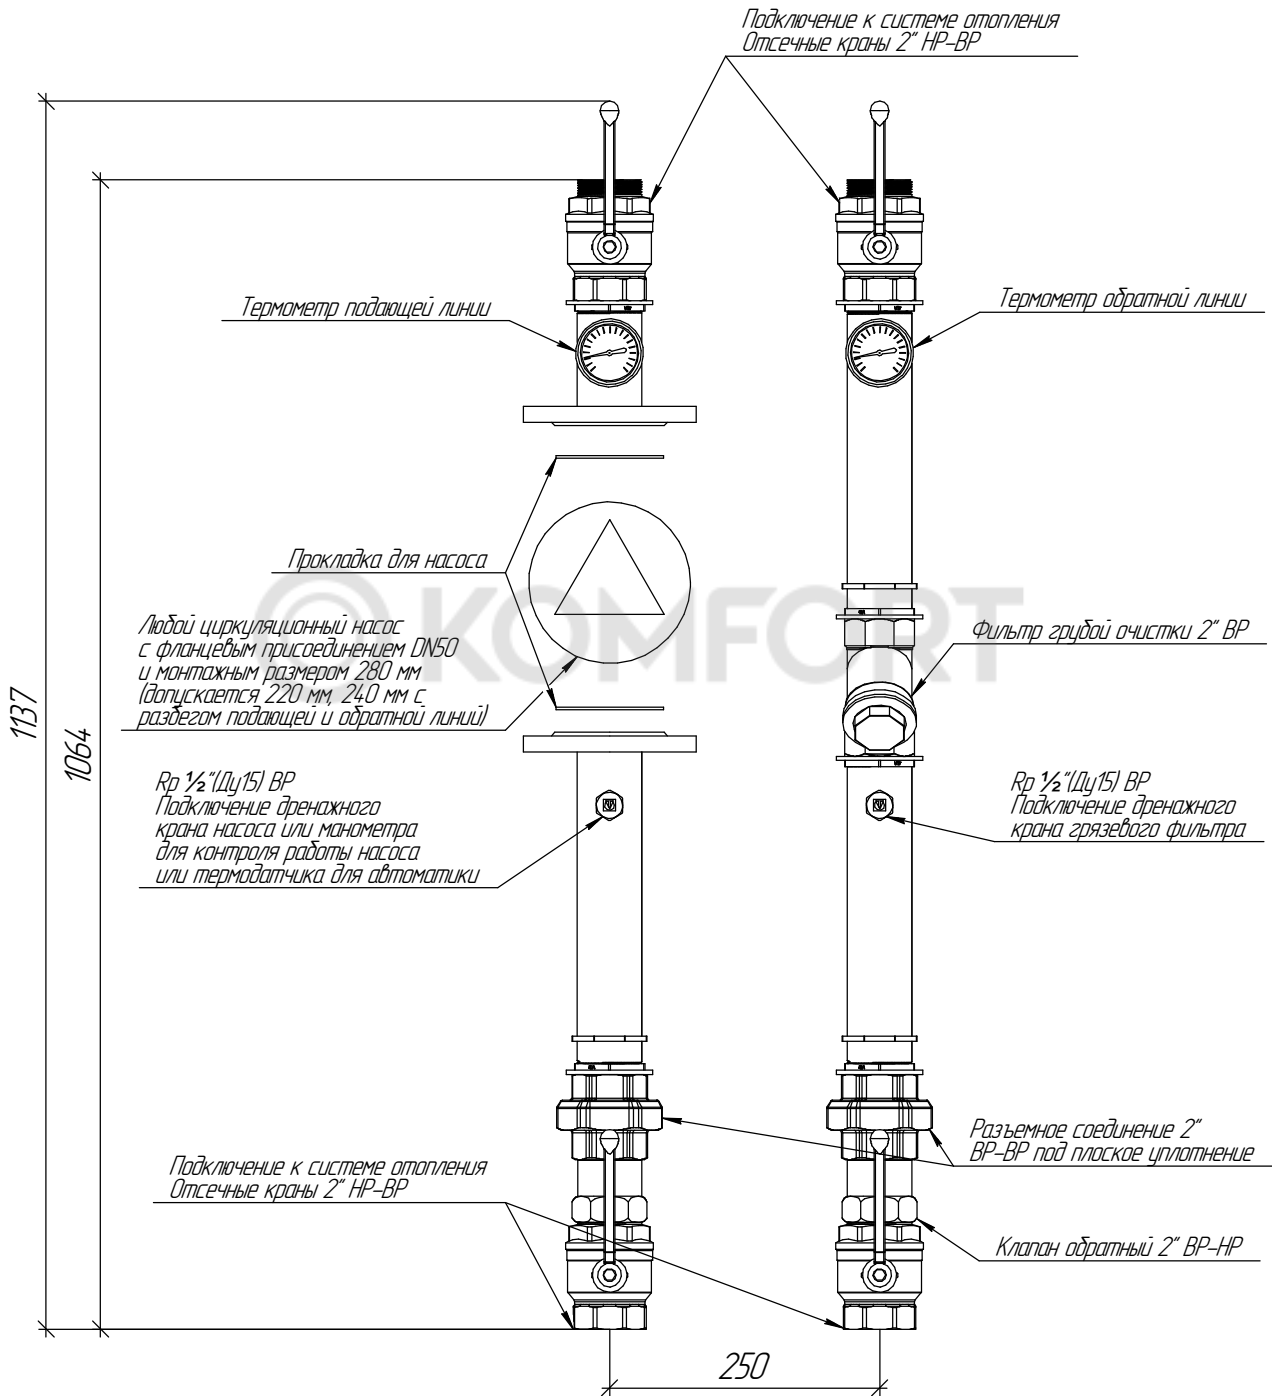 Подключение к системе отопления
Отсечные краны 2" НР-ВР
Термометр подающей линии
Термометр обратной линии
Прокладка для насоса
KOMFORT
Любой циркуляционный насос
с фланцевым присоединением DN50
и монтажным размером 280 мм
(допускается 220 мм, 240 мм с
разбегом подающей и обратной линий)
Фильтр грубой очистки 2" ВР
1137
1064
Rp ½"(Ду15) ВР
Подключение дренажного
крана насоса или манометра
для контроля работы насоса
или термодатчика для автоматики
Rp ½"(Ду15) ВР
Подключение дренажного
крана грязевого фильтра
Разъемное соединение 2"
ВР-ВР под плоское уплотнение
Подключение к системе отопления
Отсечные краны 2" НР-ВР
Клапан обратный 2" ВР-НР
250